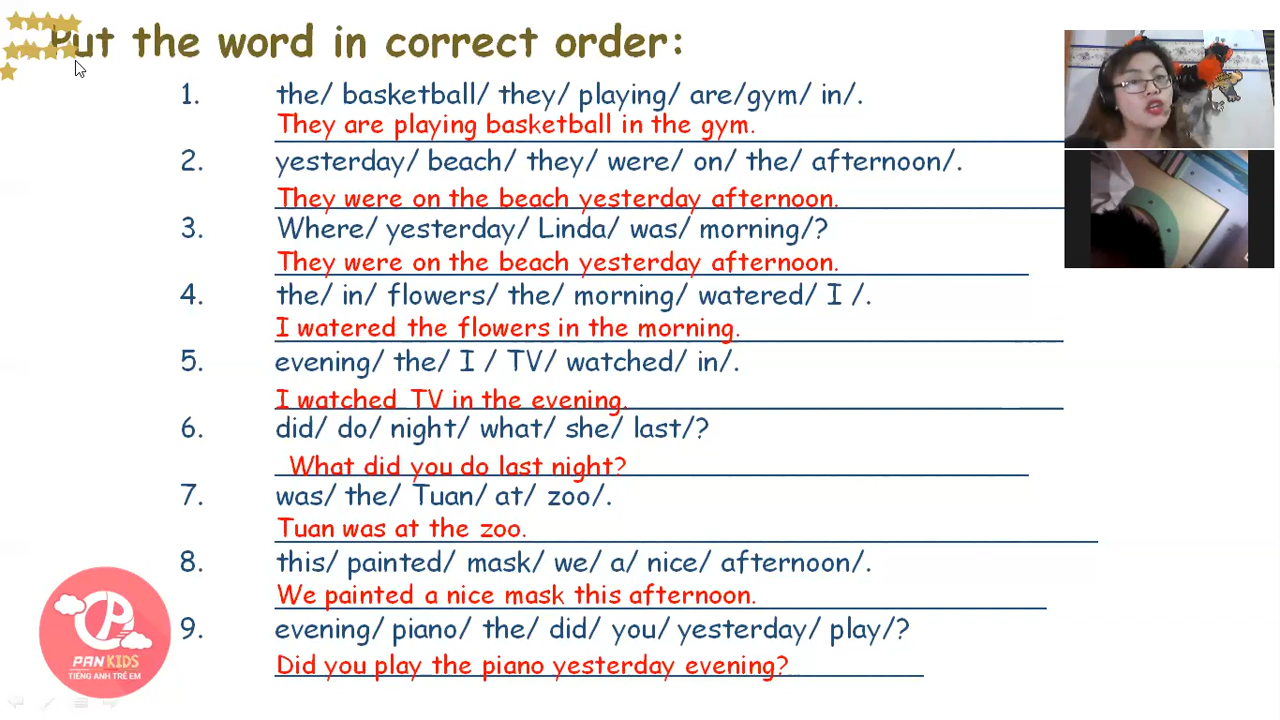 Put the word in correct order:
1. the/ basketball/ they/ playing/ are/gym/ in/.
They are playing basketball in the gym.
2. yesterday/ beach/ they/ were/ on/ the/ afternoon/.
They were on the beach yesterday afternoon.
3. Where/ yesterday/ Linda/ was/ morning/?
They were on the beach yesterday afternoon.
4. the/ in/ flowers/ the/ morning/ watered/ I /.
I watered the flowers in the morning.
5. evening/ the/ I / TV/ watched/ in/.
I watched TV in the evening.
6. did/ do/ night/ what/ she/ last/?
What did you do last night?
7. was/ the/ Tuan/ at/ zoo/.
Tuan was at the zoo.
8. this/ painted/ mask/ we/ a/ nice/ afternoon/.
We painted a nice mask this afternoon.
9. evening/ piano/ the/ did/ you/ yesterday/ play/?
Did you play the piano yesterday evening?
PAN KIDS
TIẾNG ANH TRẺ EM